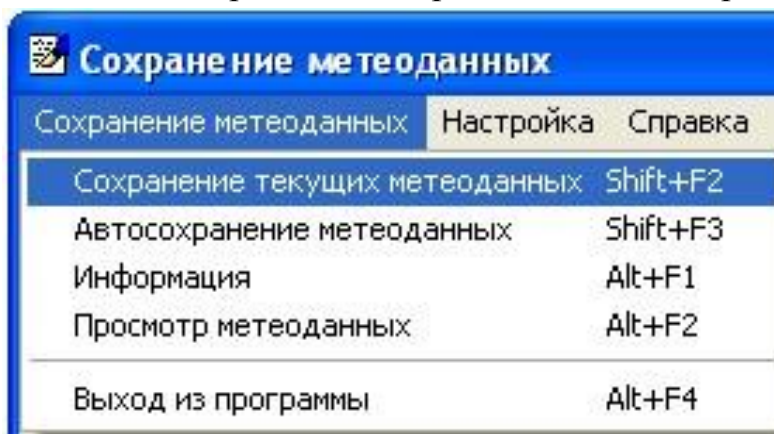 Сохранение метеоданных
Сохранение метеоданных Настройка Справка
Сохранение текущих метеоданных Shift+F2
Автосохранение метеоданных Shift+F3
Информация Alt+F1
Просмотр метеоданных Alt+F2
Выход из программы Alt+F4